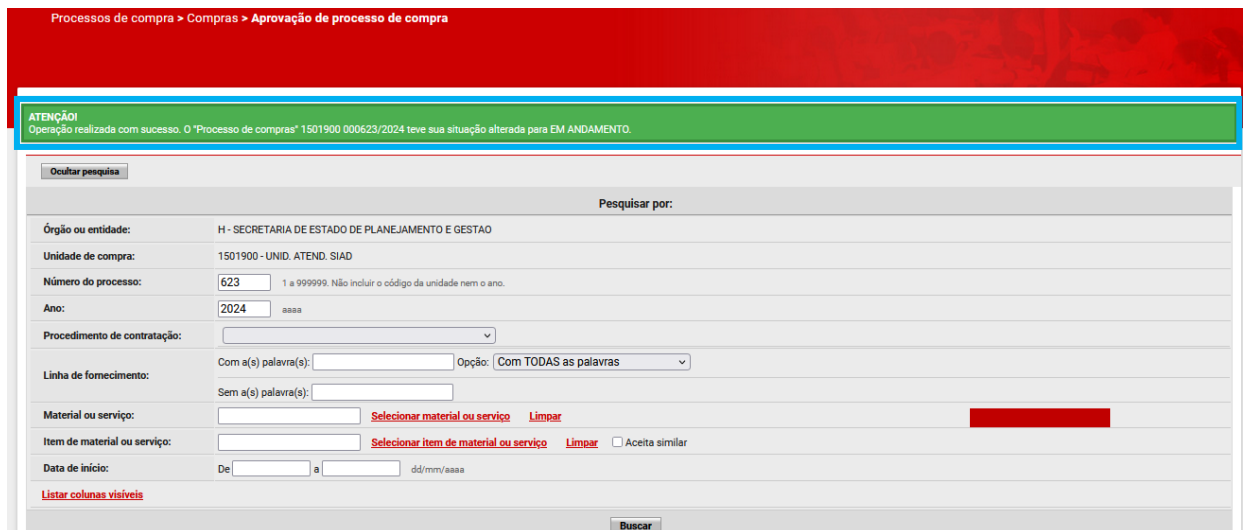 Processos de compra > Compras > Aprovação de processo de compra
ATENÇÃO!
Operação realizada com sucesso. O "Processo de compras" 1501900 000623/2024 teve sua situação alterada para EM ANDAMENTO.
Ocultar pesquisa
Pesquisar por:
Órgão ou entidade: H - SECRETARIA DE ESTADO DE PLANEJAMENTO E GESTAO
Unidade de compra: 1501900 - UNID. ATEND. SIAD
Número do processo: 623 1 a 999999. Não incluir o código da unidade nem o ano.
Ano: 2024 aaaa
Procedimento de contratação:
Linha de fornecimento: Com a(s) palavra(s): Opção: Com TODAS as palavras
Sem a(s) palavra(s):
Material ou serviço: Selecionar material ou serviço Limpar
Item de material ou serviço: Selecionar item de material ou serviço Limpar Aceita similar
Data de início: De a dd/mm/aaaa
Listar colunas visíveis
Buscar